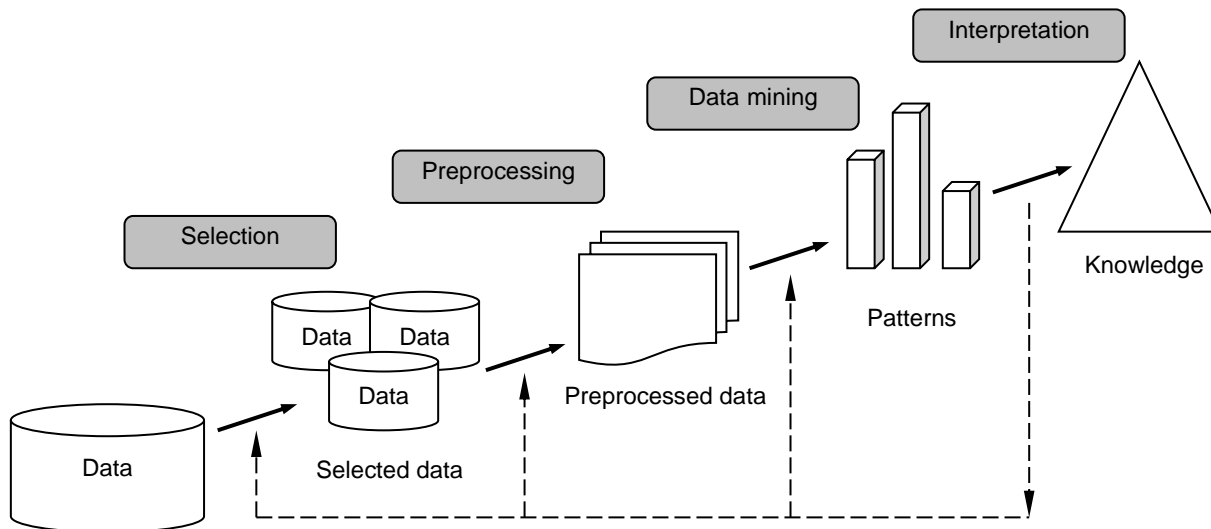 Interpretation
Data mining
Preprocessing
Selection
Knowledge
Patterns
Data
Data
Data
Preprocessed data
Selected data
Data